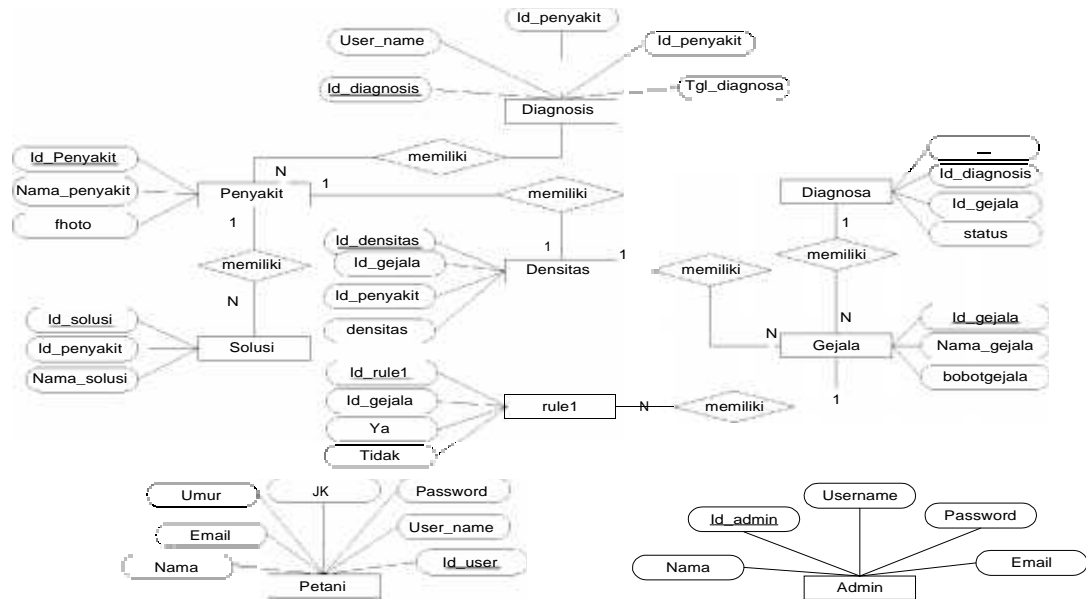 Id_penyakit
User_name
Id_penyakit
Id_diagnosis
Tgl_diagnosa
Diagnosis
memiliki
Id_Penyakit
N
Nama_penyakit
Penyakit
1
memiliki
fhoto
1
memiliki
N
Id_solusi
Id_penyakit
Solusi
Nama_solusi
Id_densitas
1
1
Id_gejala
Densitas
Id_penyakit
densitas
Diagnosa
Id_diagnosis
Id_gejala
status
1
memiliki
memiliki
N
N
Id_gejala
Gejala
Nama_gejala
bobotgejala
1
Id_rule1
Id_gejala
rule1
N
memiliki
Ya
Tidak
Umur
JK
Password
Email
User_name
Nama
Id_user
Petani
Username
Id_admin
Password
Nama
Email
Admin